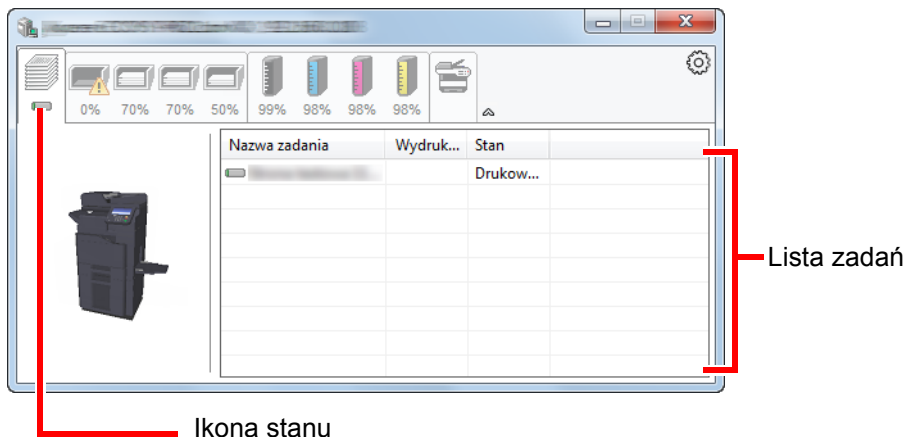 0% 70% 70% 50% 99% 98% 98% 98%
Nazwa zadania Wydruk... Stan
Drukow...
Lista zadań
Ikona stanu